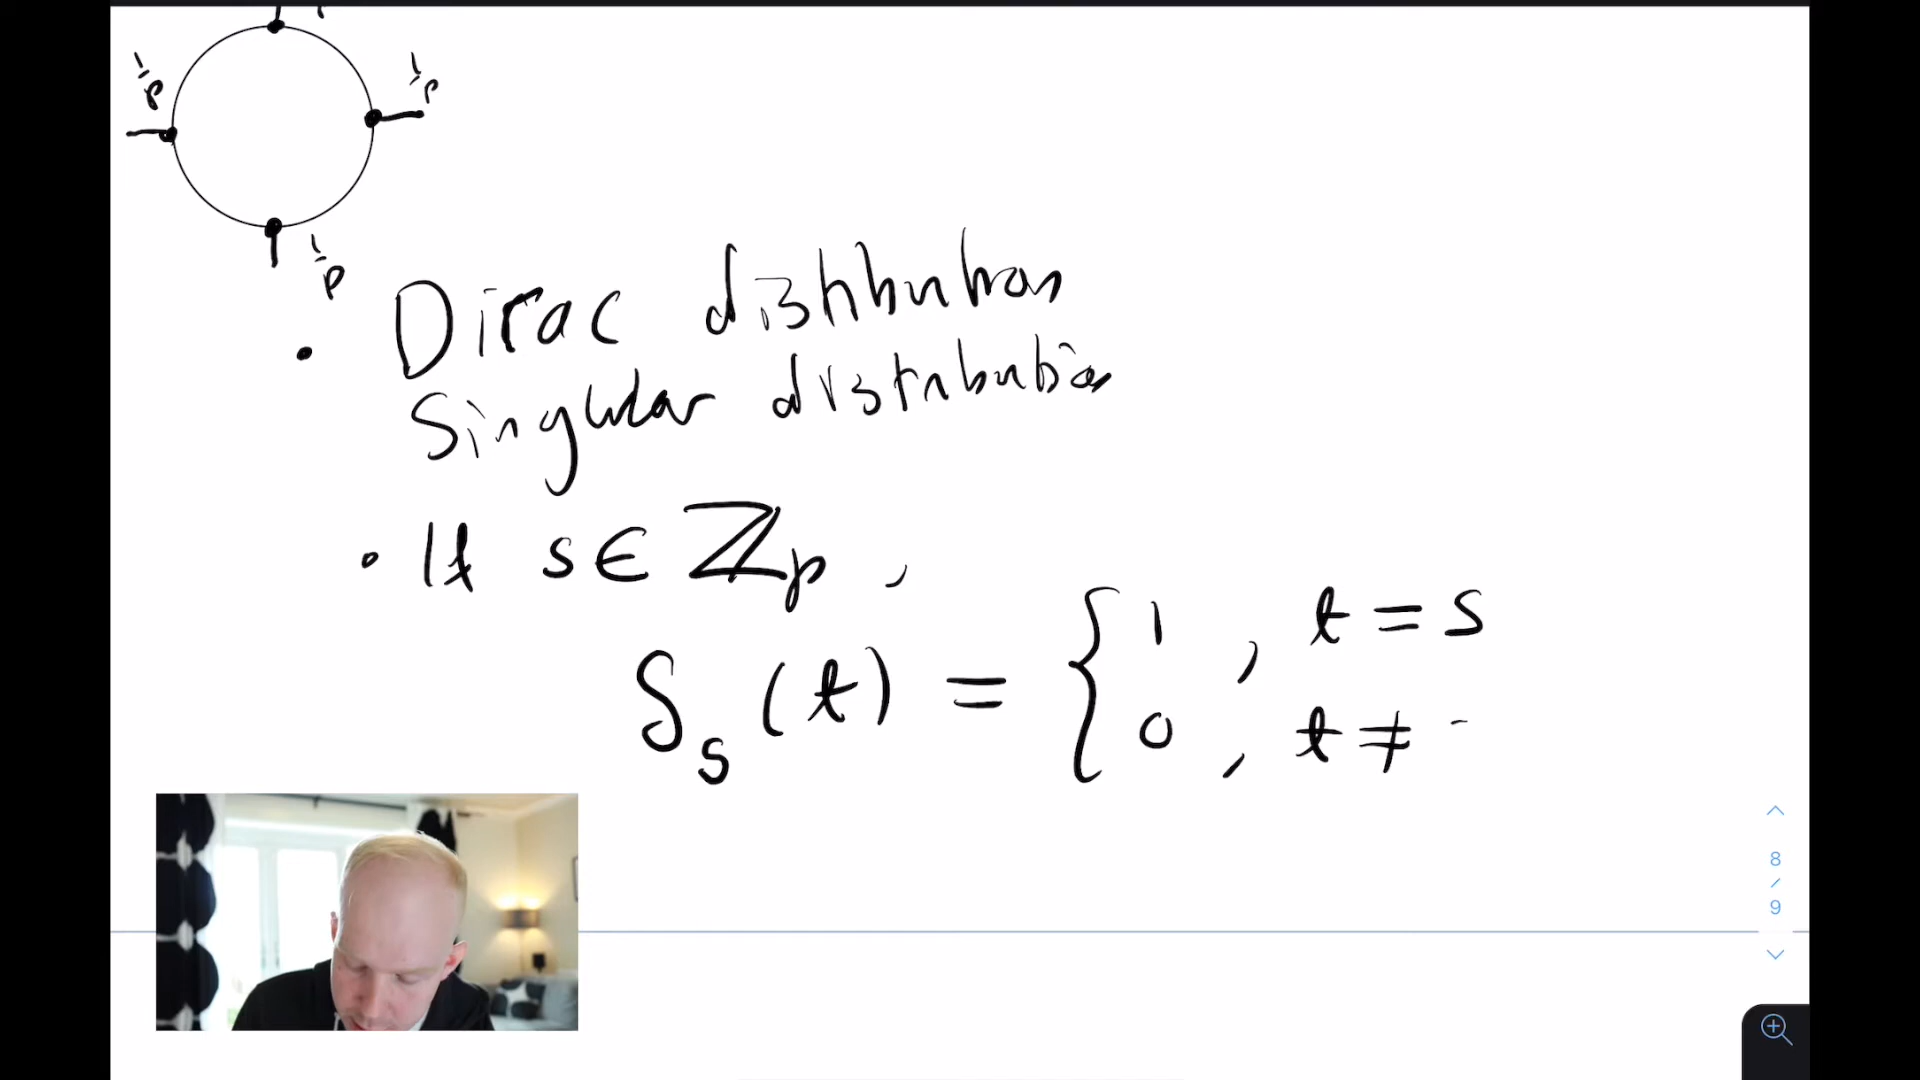 1/p 1/p
1/p
• Dirac distribution
Singular distribution
• If s ∈ ℤp ,
δs (t) = { 1 , t = s
0 , t ≠
8
/
9